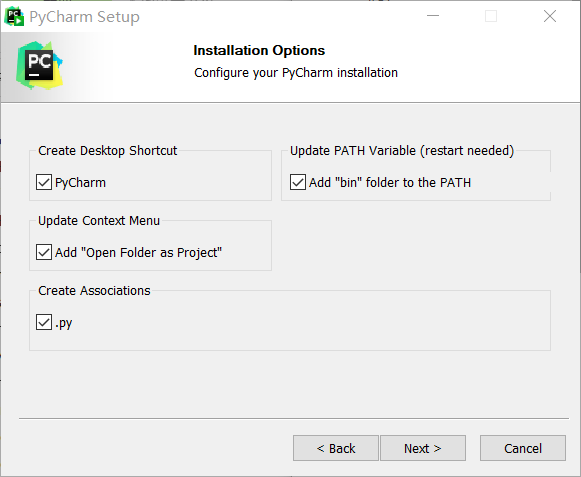 PyCharm Setup
PC
Installation Options
Configure your PyCharm installation
Create Desktop Shortcut
PyCharm
Update PATH Variable (restart needed)
Add "bin" folder to the PATH
Update Context Menu
Add "Open Folder as Project"
Create Associations
.py
< Back
Next >
Cancel